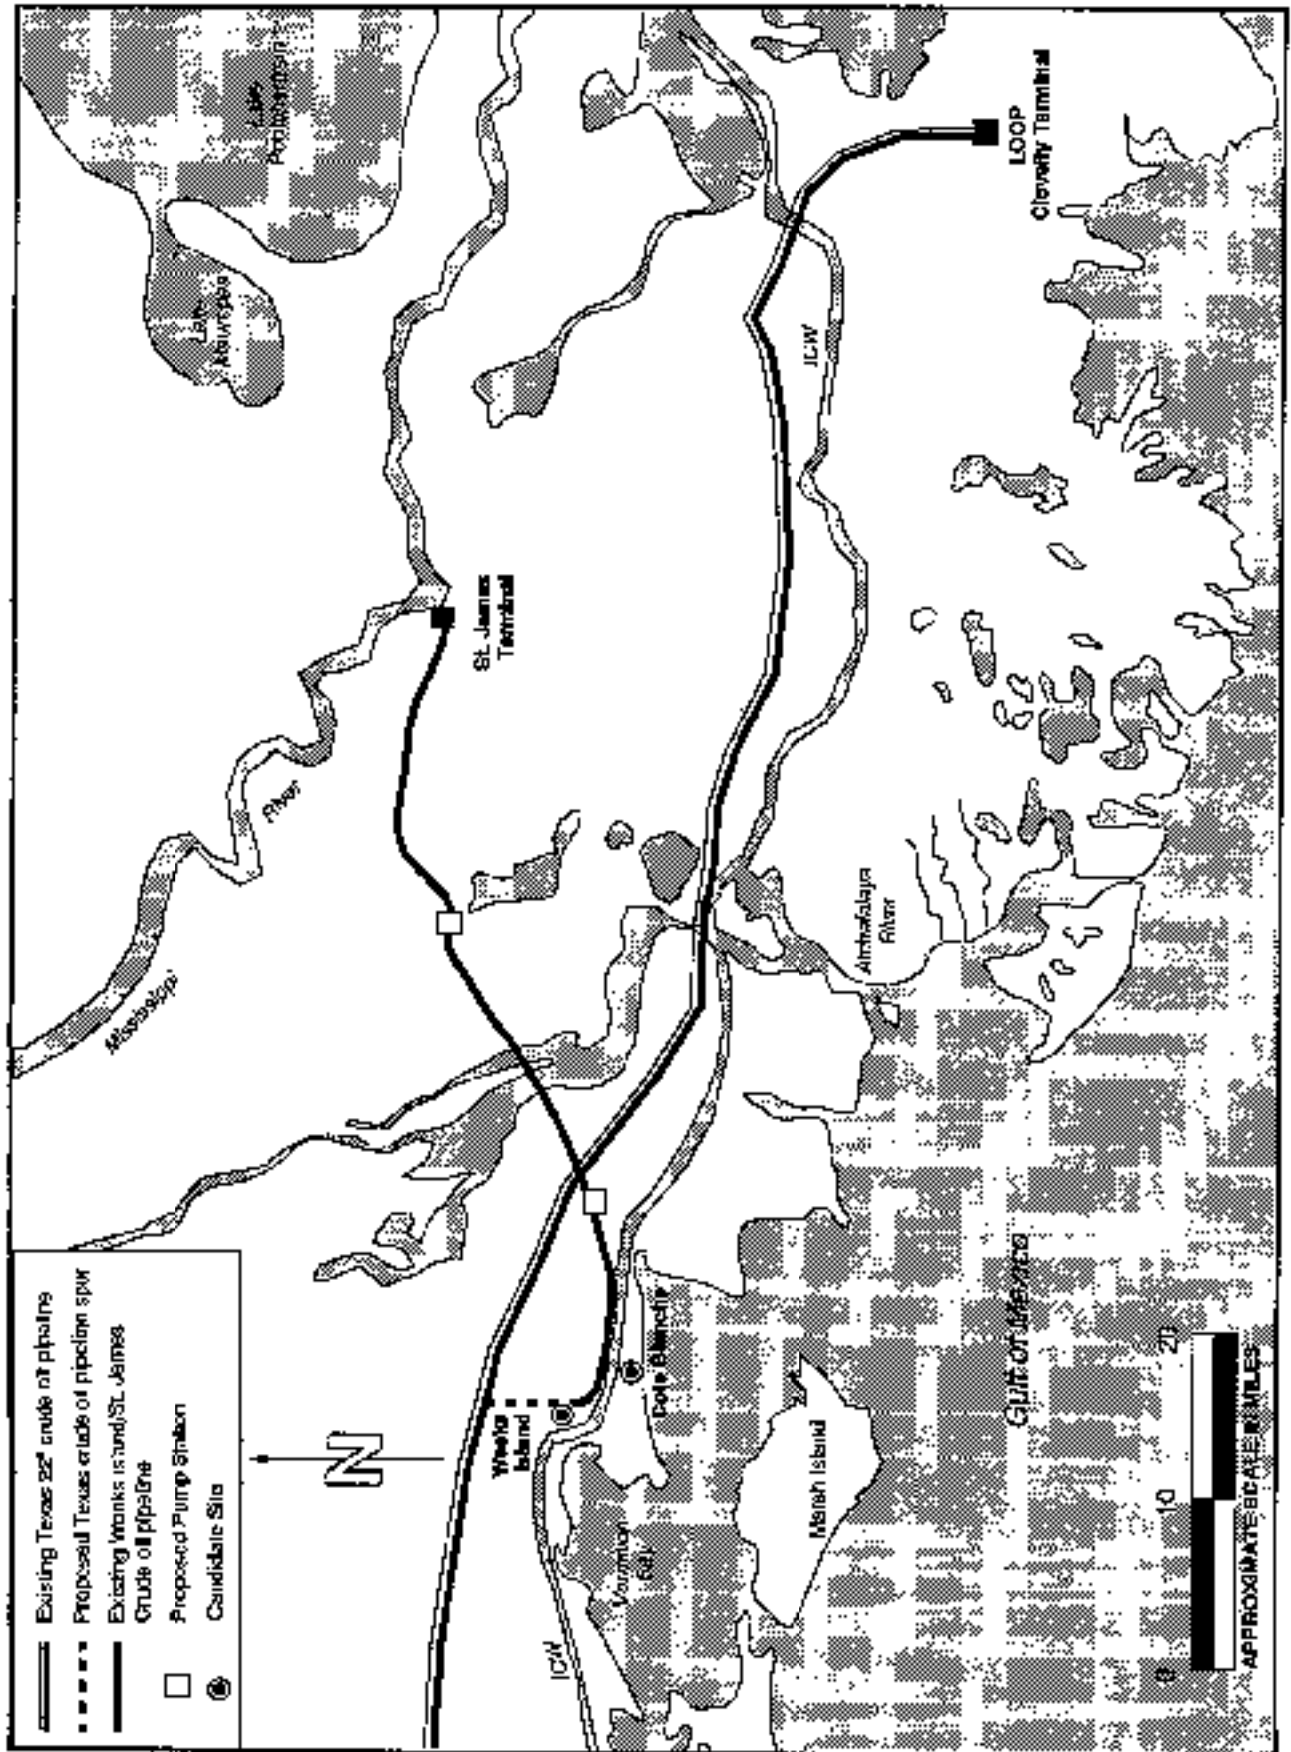 Existing Texas 22" crude oil pipeline
Proposed Texas crude oil pipeline spur
Existing Weeks Island/St. James
Crude oil pipeline
Proposed Pump Station
Candidate Site
N
Mississippi
River
Lake
Maurepas
Lake
Pontchartrain
St. James
Terminal
LOOP
Clovelly Terminal
ICW
Atchafalaya
River
Weeks
Island
Cote Blanche
ICW
Vermilion
Bay
Marsh Island
Gulf of Mexico
0 10 20
APPROXIMATE SCALE IN MILES